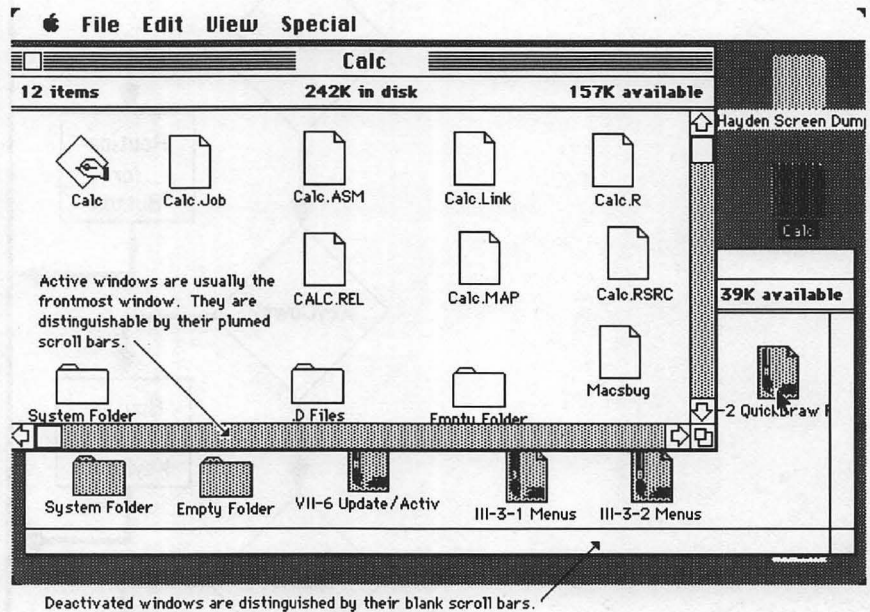 File Edit View Special
Calc
12 items 242K in disk 157K available
Hayden Screen Dump
Calc Calc.Job Calc.ASM Calc.Link Calc.R
Calc
Active windows are usually the
frontmost window. They are
distinguishable by their plumed
scroll bars.
CALC.REL Calc.MAP Calc.RSRC
39K available
Macsbug
System Folder .D Files Empty Folder
-2 QuickDraw F
System Folder Empty Folder VII-6 Update/Activ III-3-1 Menus III-3-2 Menus
Deactivated windows are distinguished by their blank scroll bars.